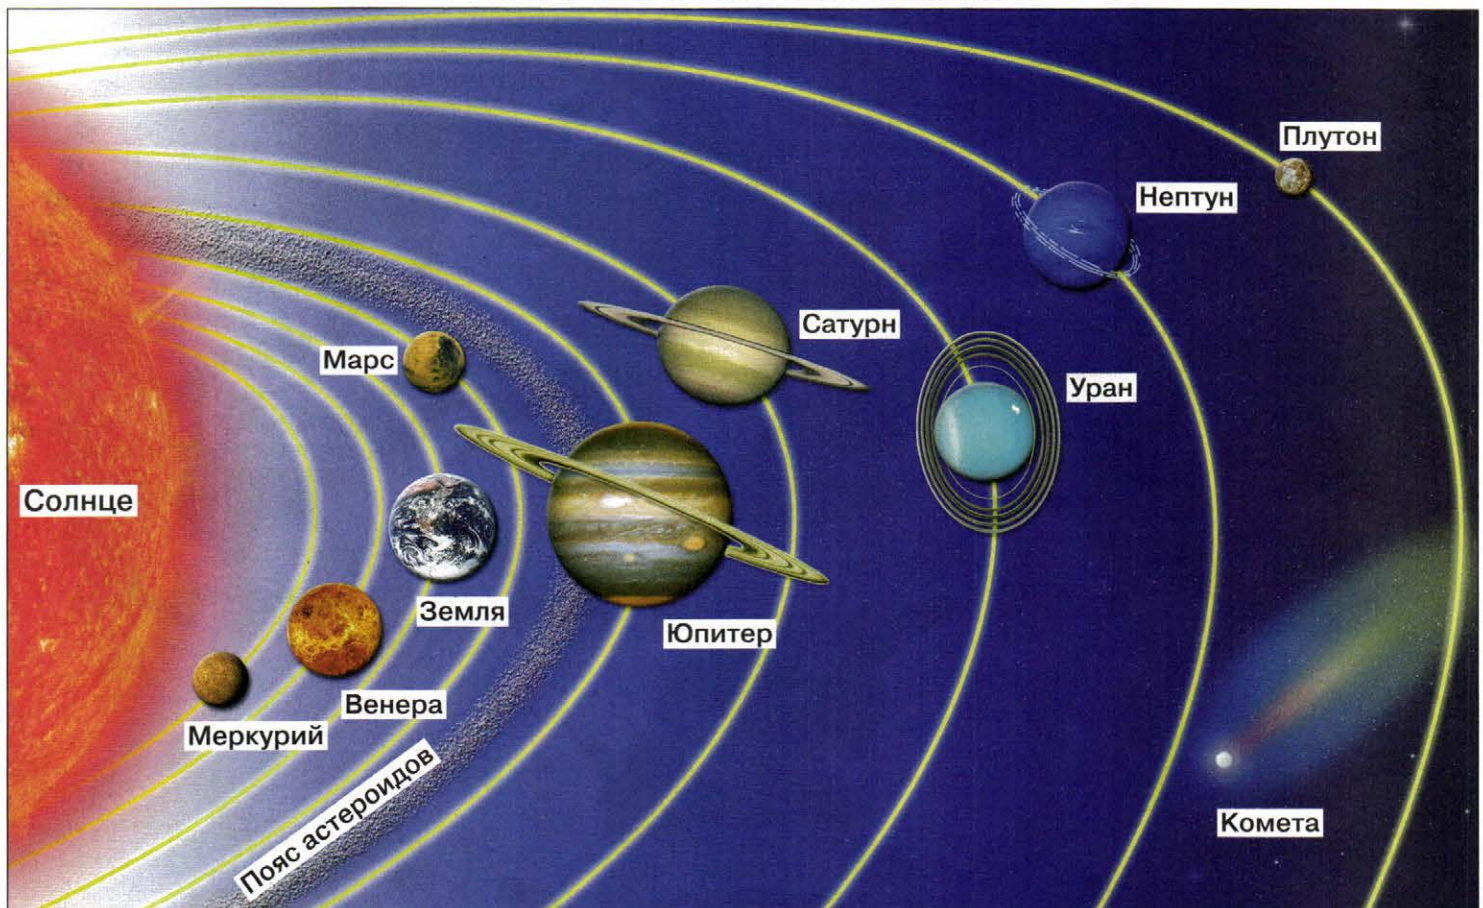 Плутон
Нептун
Сатурн
Марс
Уран
Солнце
Земля
Юпитер
Венера
Меркурий
Пояс астероидов
Комета